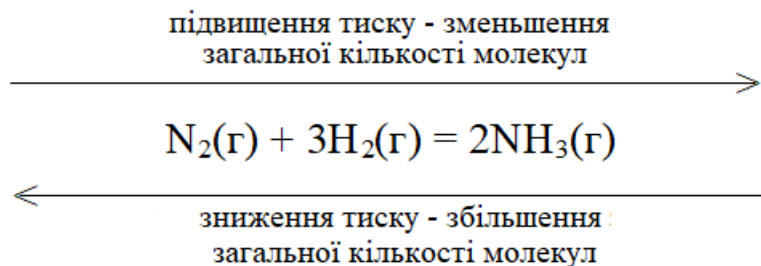 підвищення тиску - зменьшення
загальної кількості молекул
N₂(г) + 3H₂(г) = 2NH₃(г)
зниження тиску - збільшення
загальної кількості молекул